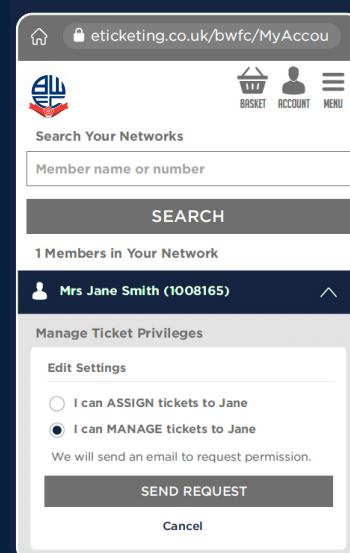 eticketing.co.uk/bwfc/MyAccou
BASKET ACCOUNT MENU
Search Your Networks
Member name or number
SEARCH
1 Members in Your Network
Mrs Jane Smith (1008165)
Manage Ticket Privileges
Edit Settings
I can ASSIGN tickets to Jane
I can MANAGE tickets to Jane
We will send an email to request permission.
SEND REQUEST
Cancel